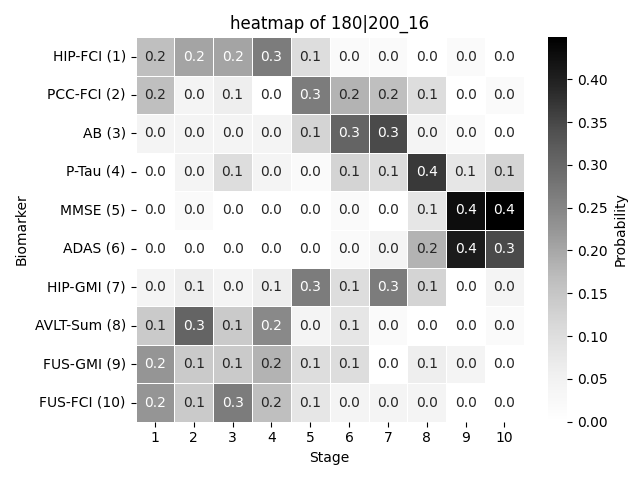 heatmap of 180|200_16
HIP-FCI (1) 0.2 0.2 0.2 0.3 0.1 0.0 0.0 0.0 0.0 0.0
PCC-FCI (2) 0.2 0.0 0.1 0.0 0.3 0.2 0.2 0.1 0.0 0.0
AB (3) 0.0 0.0 0.0 0.0 0.1 0.3 0.3 0.0 0.0 0.0
P-Tau (4) 0.0 0.0 0.1 0.0 0.0 0.1 0.1 0.4 0.1 0.1
MMSE (5) 0.0 0.0 0.0 0.0 0.0 0.0 0.0 0.1 0.4 0.4
ADAS (6) 0.0 0.0 0.0 0.0 0.0 0.0 0.0 0.2 0.4 0.3
HIP-GMI (7) 0.0 0.1 0.0 0.1 0.3 0.1 0.3 0.1 0.0 0.0
AVLT-Sum (8) 0.1 0.3 0.1 0.2 0.0 0.1 0.0 0.0 0.0 0.0
FUS-GMI (9) 0.2 0.1 0.1 0.2 0.1 0.1 0.0 0.1 0.0 0.0
FUS-FCI (10) 0.2 0.1 0.3 0.2 0.1 0.0 0.0 0.0 0.0 0.0
1 2 3 4 5 6 7 8 9 10
Stage
Biomarker
0.40
0.35
0.30
0.25
0.20
0.15
0.10
0.05
0.00
Probability